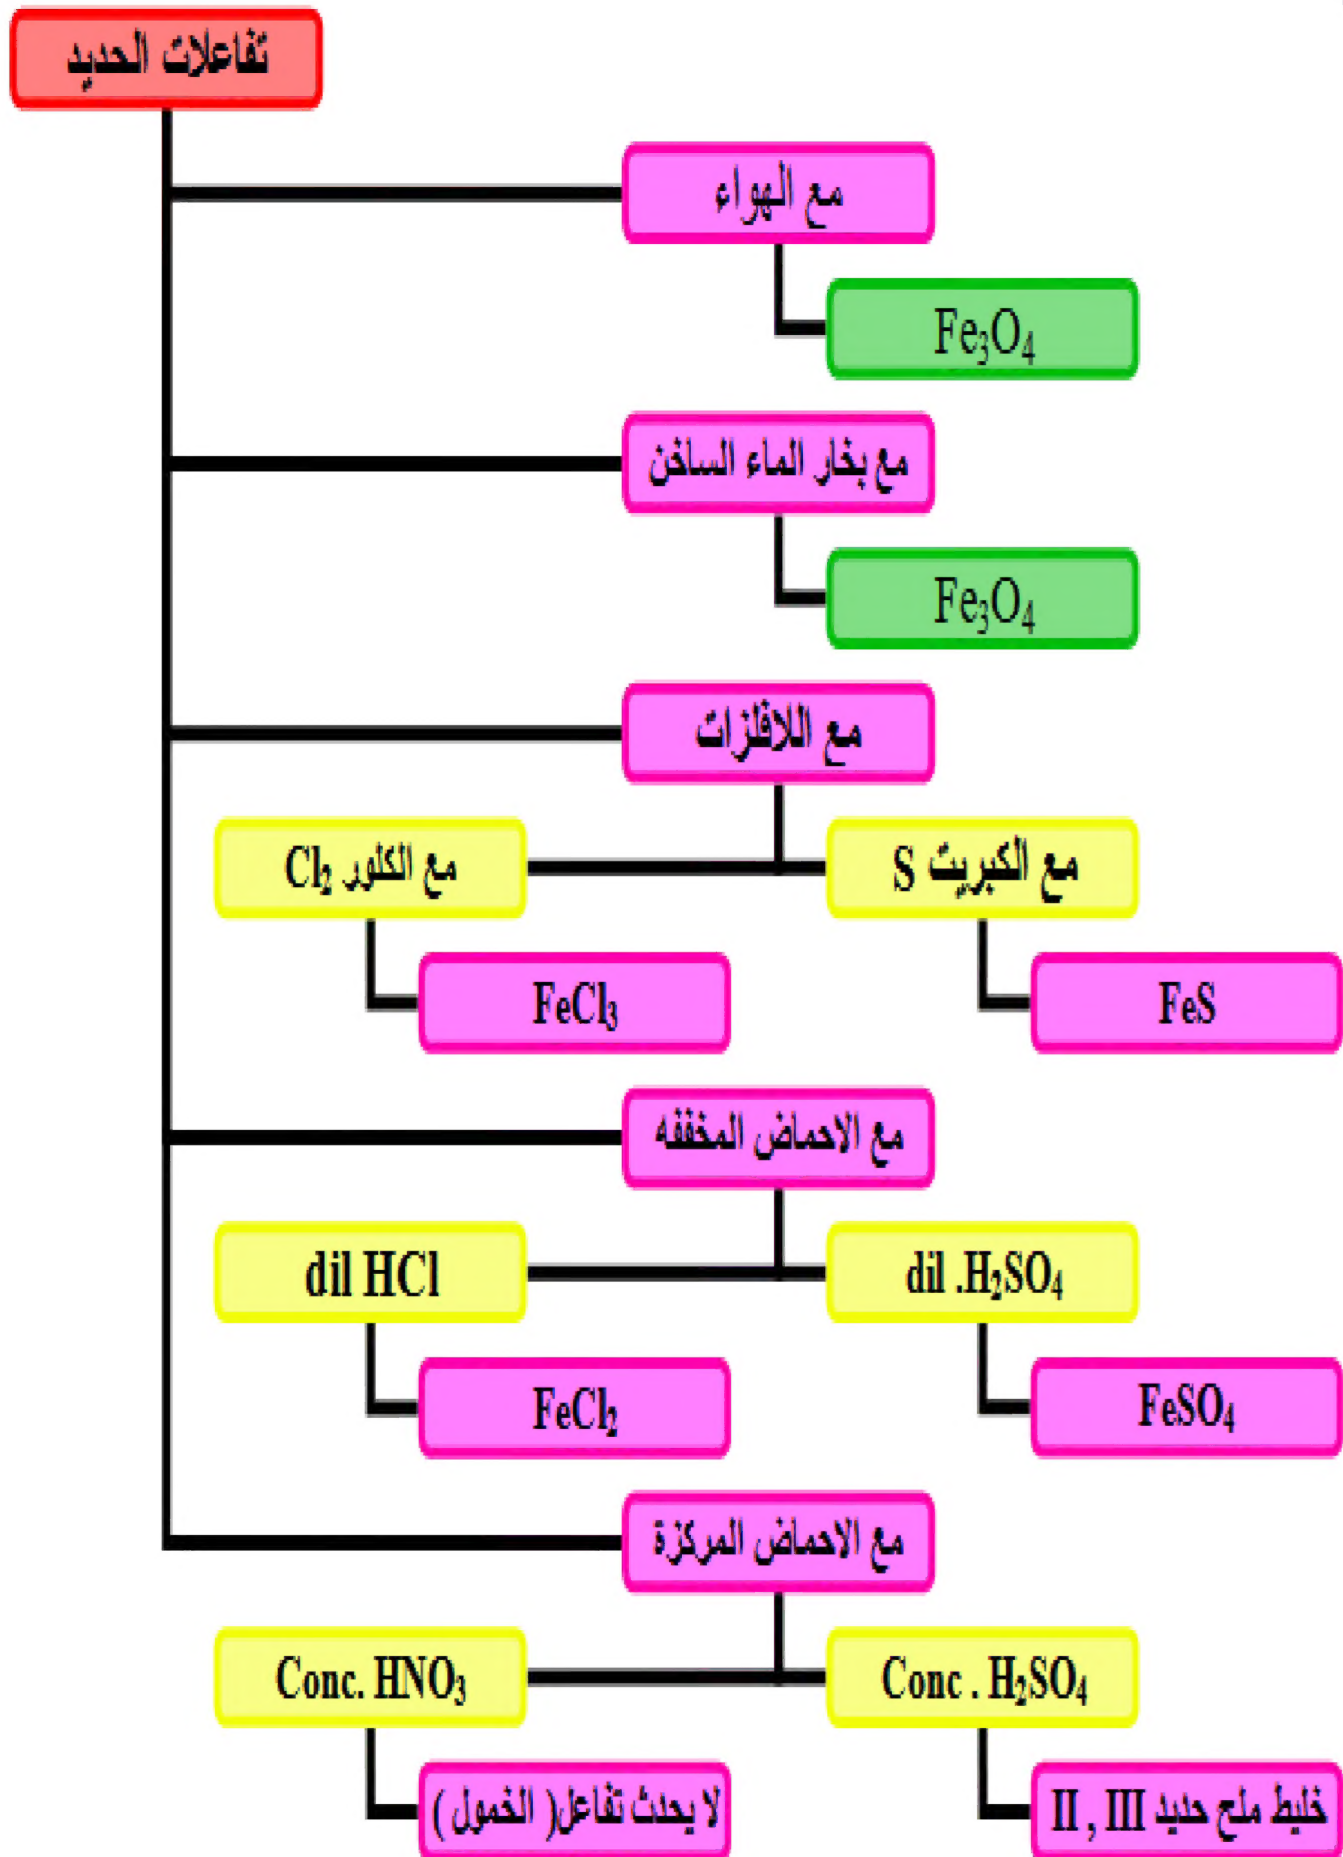 تفاعلات الحديد
مع الهواء
Fe₃O₄
مع بخار الماء الساخن
Fe₃O₄
مع اللافلزات
مع الكبريت S
مع الكلور Cl₂
FeS
FeCl₃
مع الاحماض المخففه
dil HCl
dil .H₂SO₄
FeCl₂
FeSO₄
مع الاحماض المركزة
Conc. HNO₃
Conc . H₂SO₄
لا يحدث تفاعل( الخمول )
خليط ملح حديد II , III